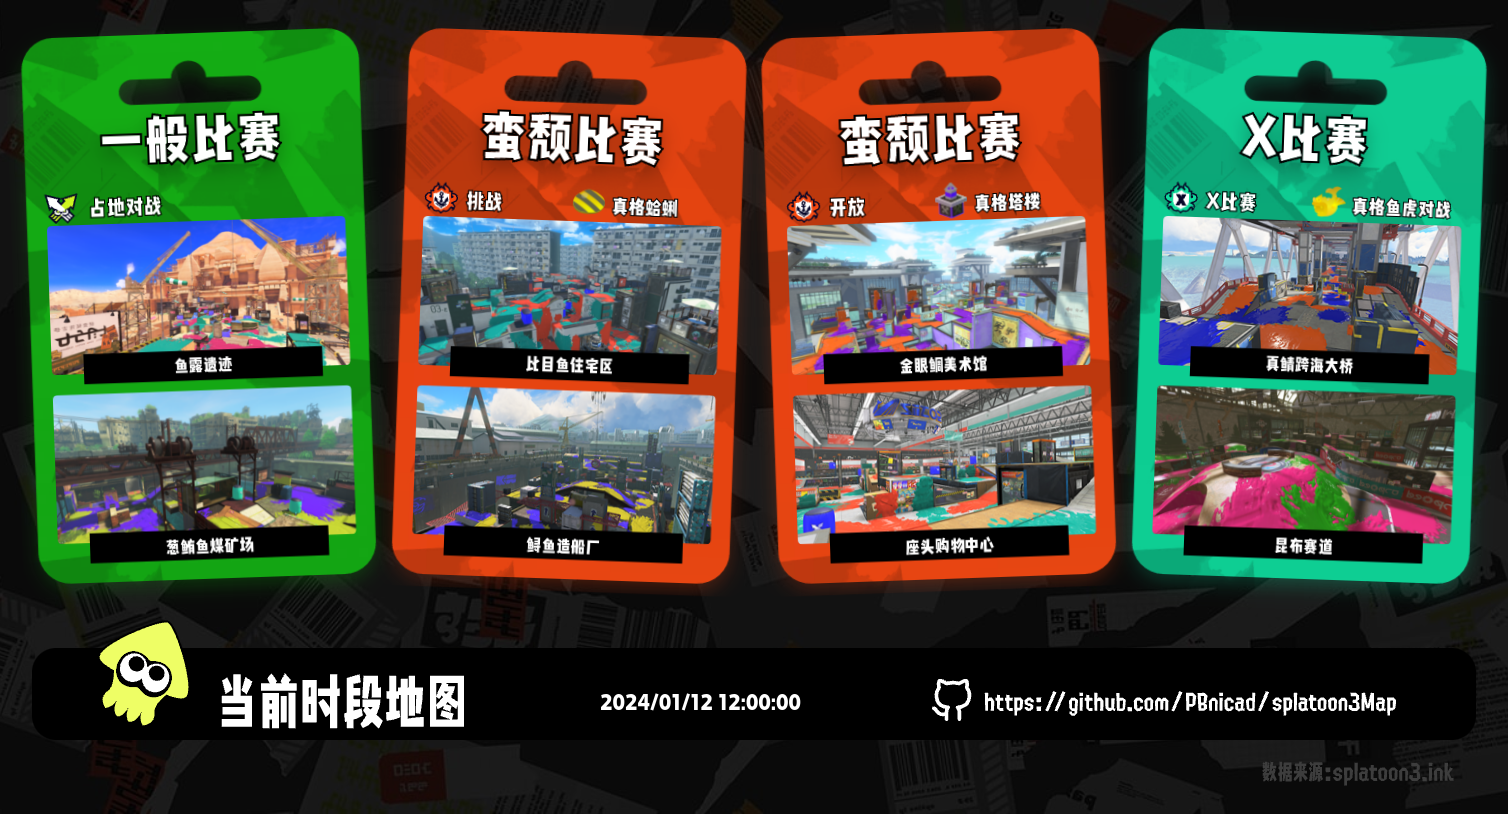 一般比赛
占地对战
鱼露遗迹
葱鲔鱼煤矿场
蛮颓比赛
挑战
真格蛤蜊
比目鱼住宅区
鲟鱼造船厂
蛮颓比赛
开放
真格塔楼
金眼鲷美术馆
座头购物中心
X比赛
X比赛
真格鱼虎对战
真鲭跨海大桥
昆布赛道
当前时段地图
2024/01/12 12:00:00
https://github.com/PBnicad/splatoon3Map
数据来源:splatoon3.ink